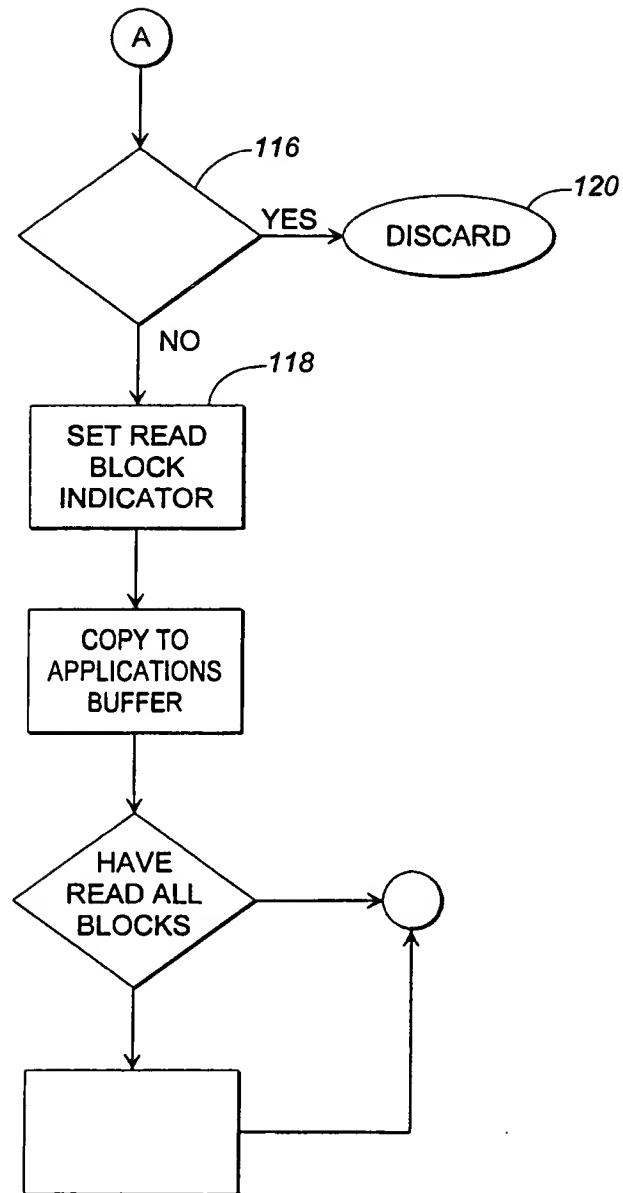 A
116
YES
DISCARD
120
NO
118
SET READ
BLOCK
INDICATOR
COPY TO
APPLICATIONS
BUFFER
HAVE
READ ALL
BLOCKS